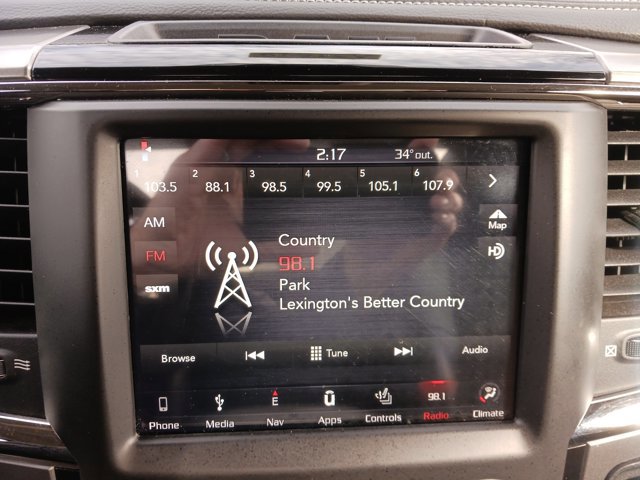 2:17 34° out.
1 2 3 4 5 6
103.5 88.1 98.5 99.5 105.1 107.9
AM
Map
Country
FM
98.1
HD
Park
sxm
Lexington's Better Country
Browse Tune Audio
E U 98.1
Phone Media Nav Apps Controls Radio Climate